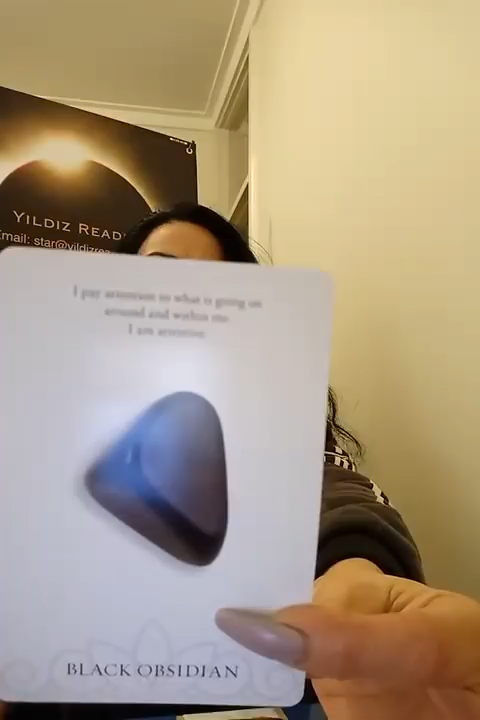 YILDIZ READ
Email: star@yildizrea
I pay attention to what is going on
around and within me.
I am attentive.
BLACK OBSIDIAN